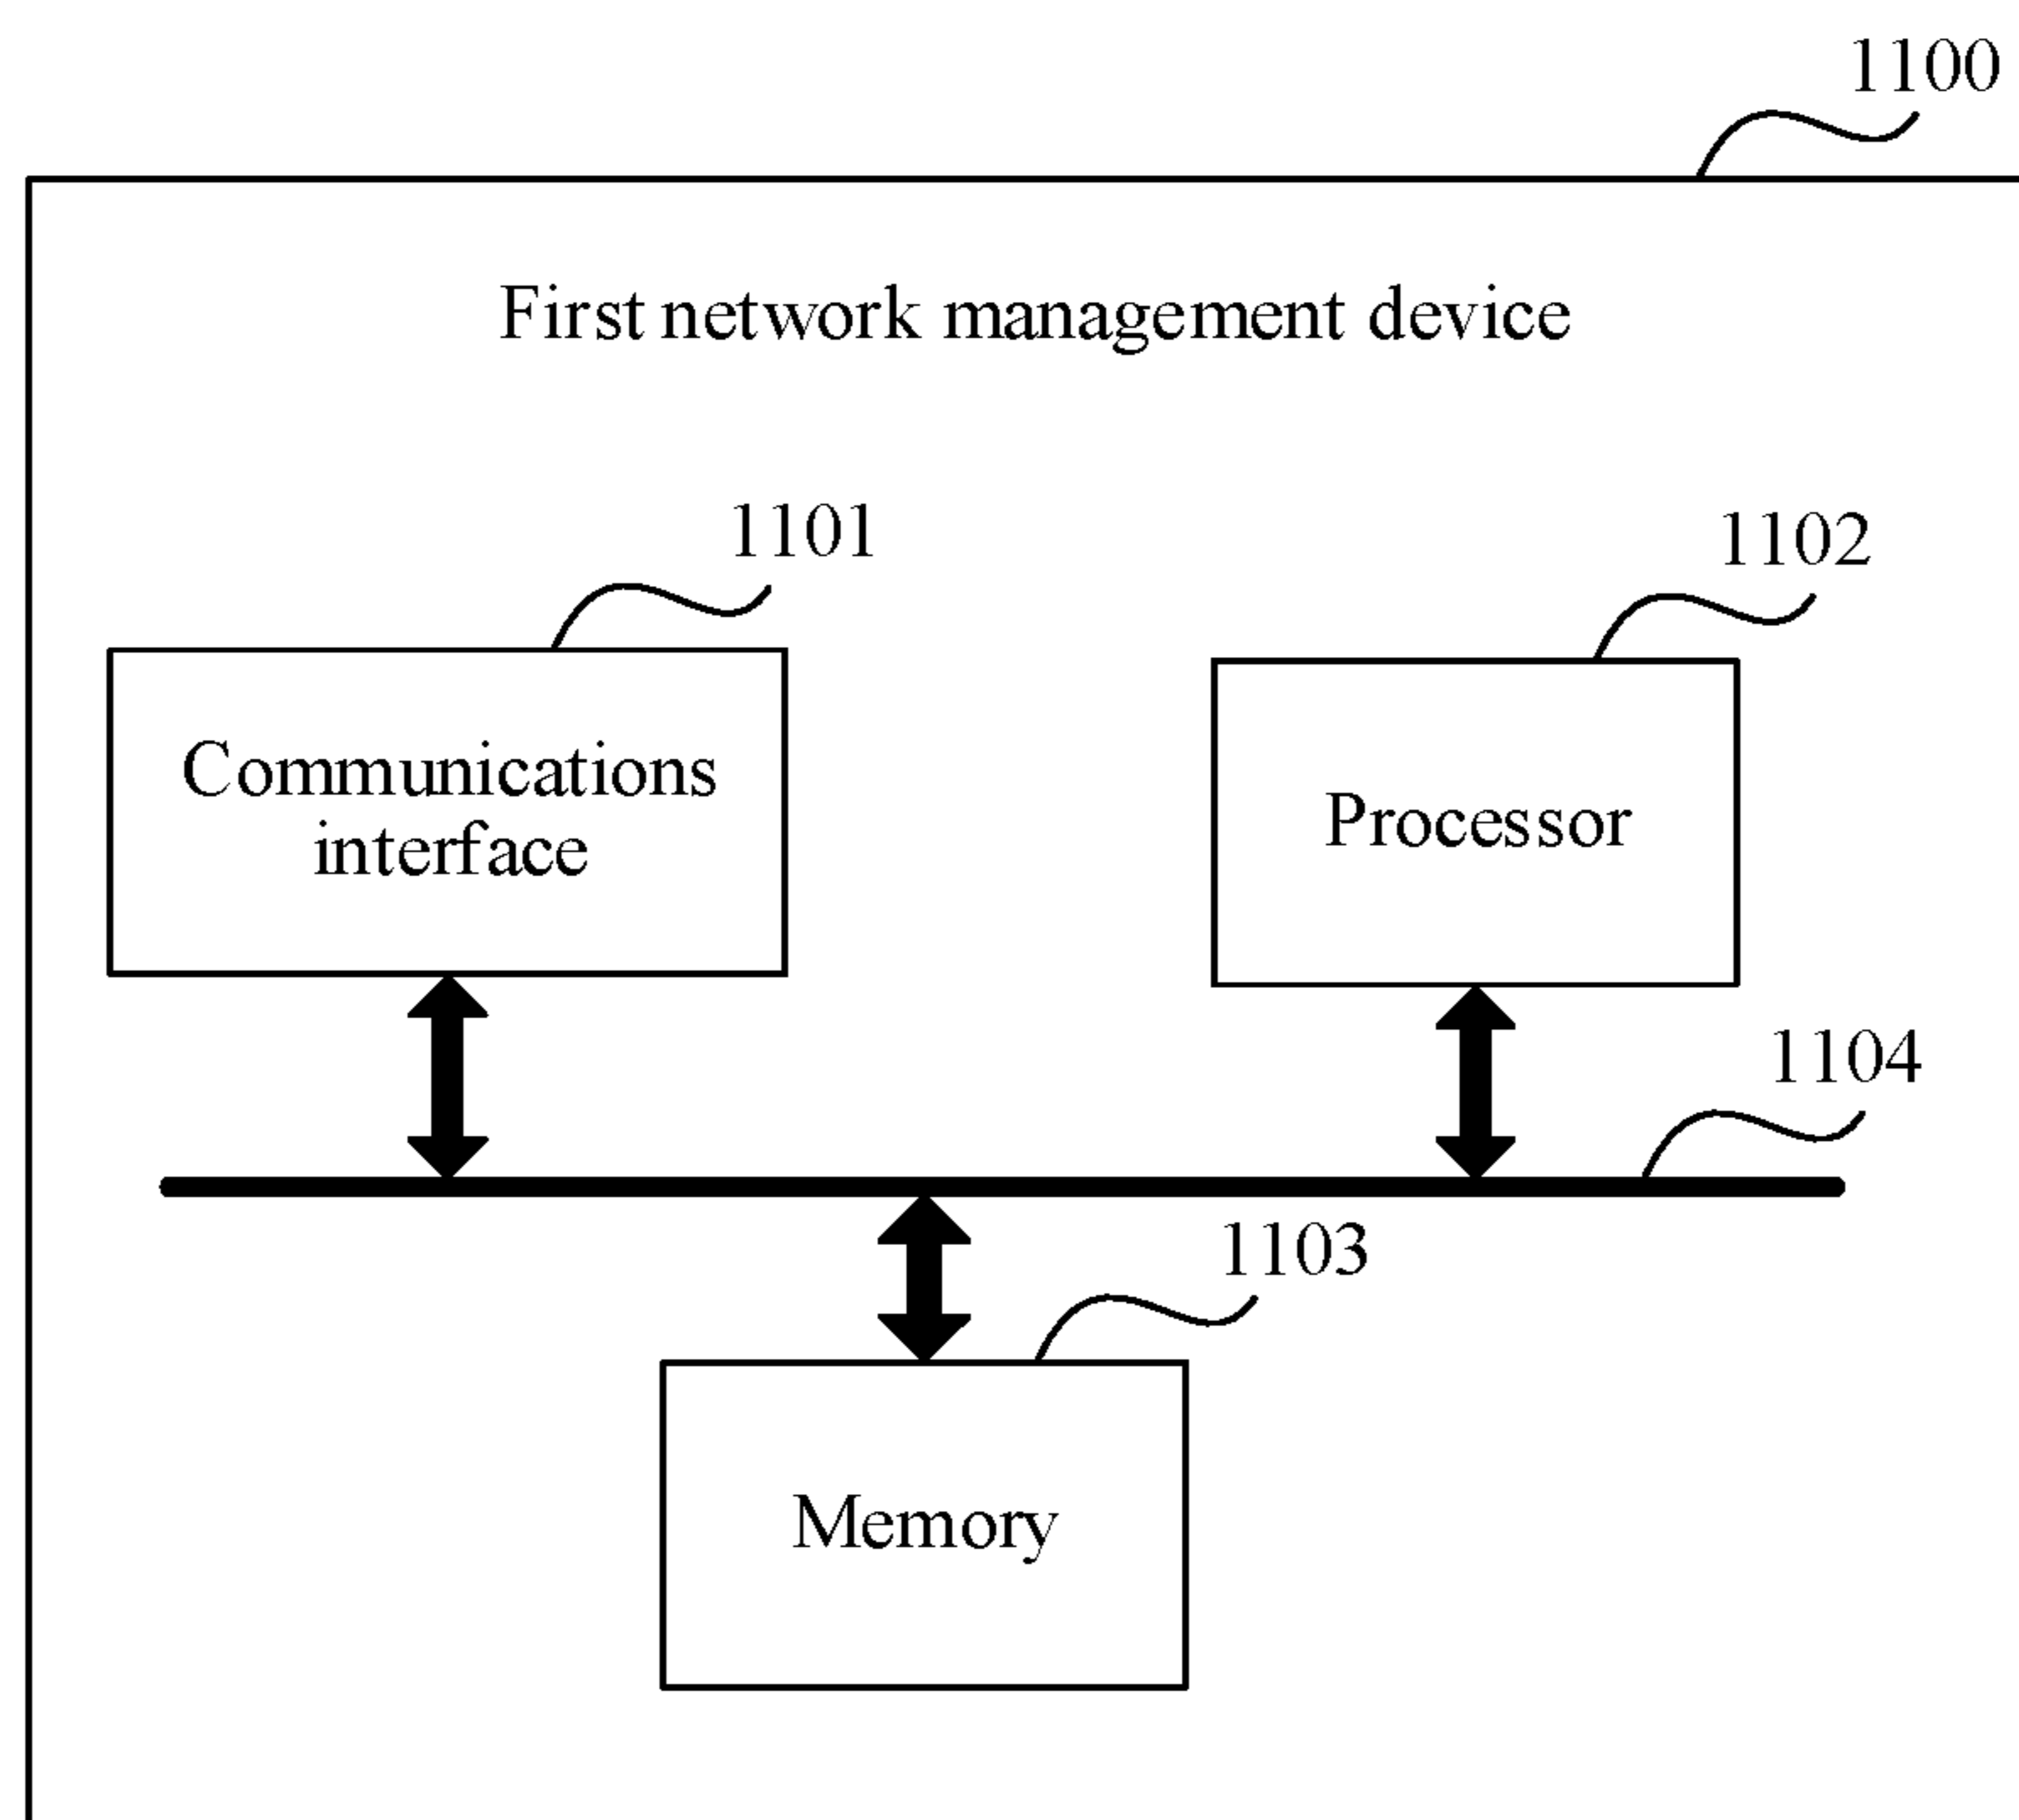 1100
First network management device
1101
1102
Communications
interface
Processor
1104
1103
Memory